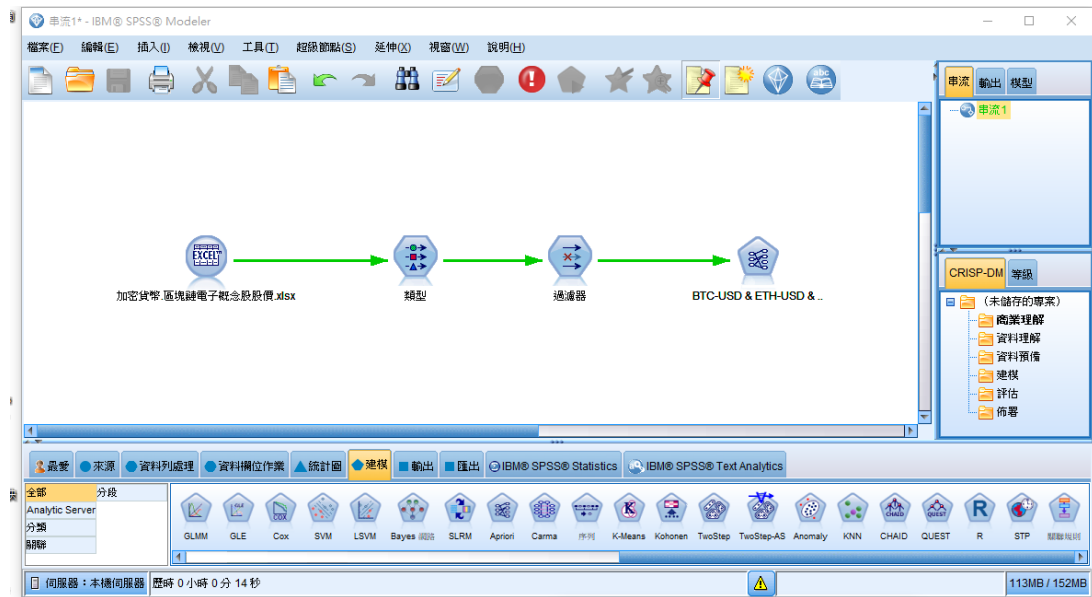 串流1* - IBM® SPSS® Modeler
檔案(F) 編輯(E) 插入(I) 檢視(V) 工具(T) 超級節點(S) 延伸(X) 視窗(W) 說明(H)
abc
串流 輸出 模型
串流1
EXCEL
加密貨幣.區塊鏈電子概念股股價.xlsx
類型
過濾器
BTC-USD & ETH-USD & ..
CRISP-DM 等級
(未儲存的專案)
商業理解
資料理解
資料預備
建模
評估
佈署
最愛 來源 資料列處理 資料欄位作業 統計圖 建模 輸出 匯出 IBM® SPSS® Statistics IBM® SPSS® Text Analytics
全部 分段
Analytic Server
分類
關聯
GLE COX K CHAID QUEST R
GLMM GLE Cox SVM LSVM Bayes 網路 SLRM Apriori Carma 序列 K-Means Kohonen TwoStep TwoStep-AS Anomaly KNN CHAID QUEST R STP 關聯規則
伺服器：本機伺服器 歷時 0 小時 0 分 14 秒 113MB / 152MB